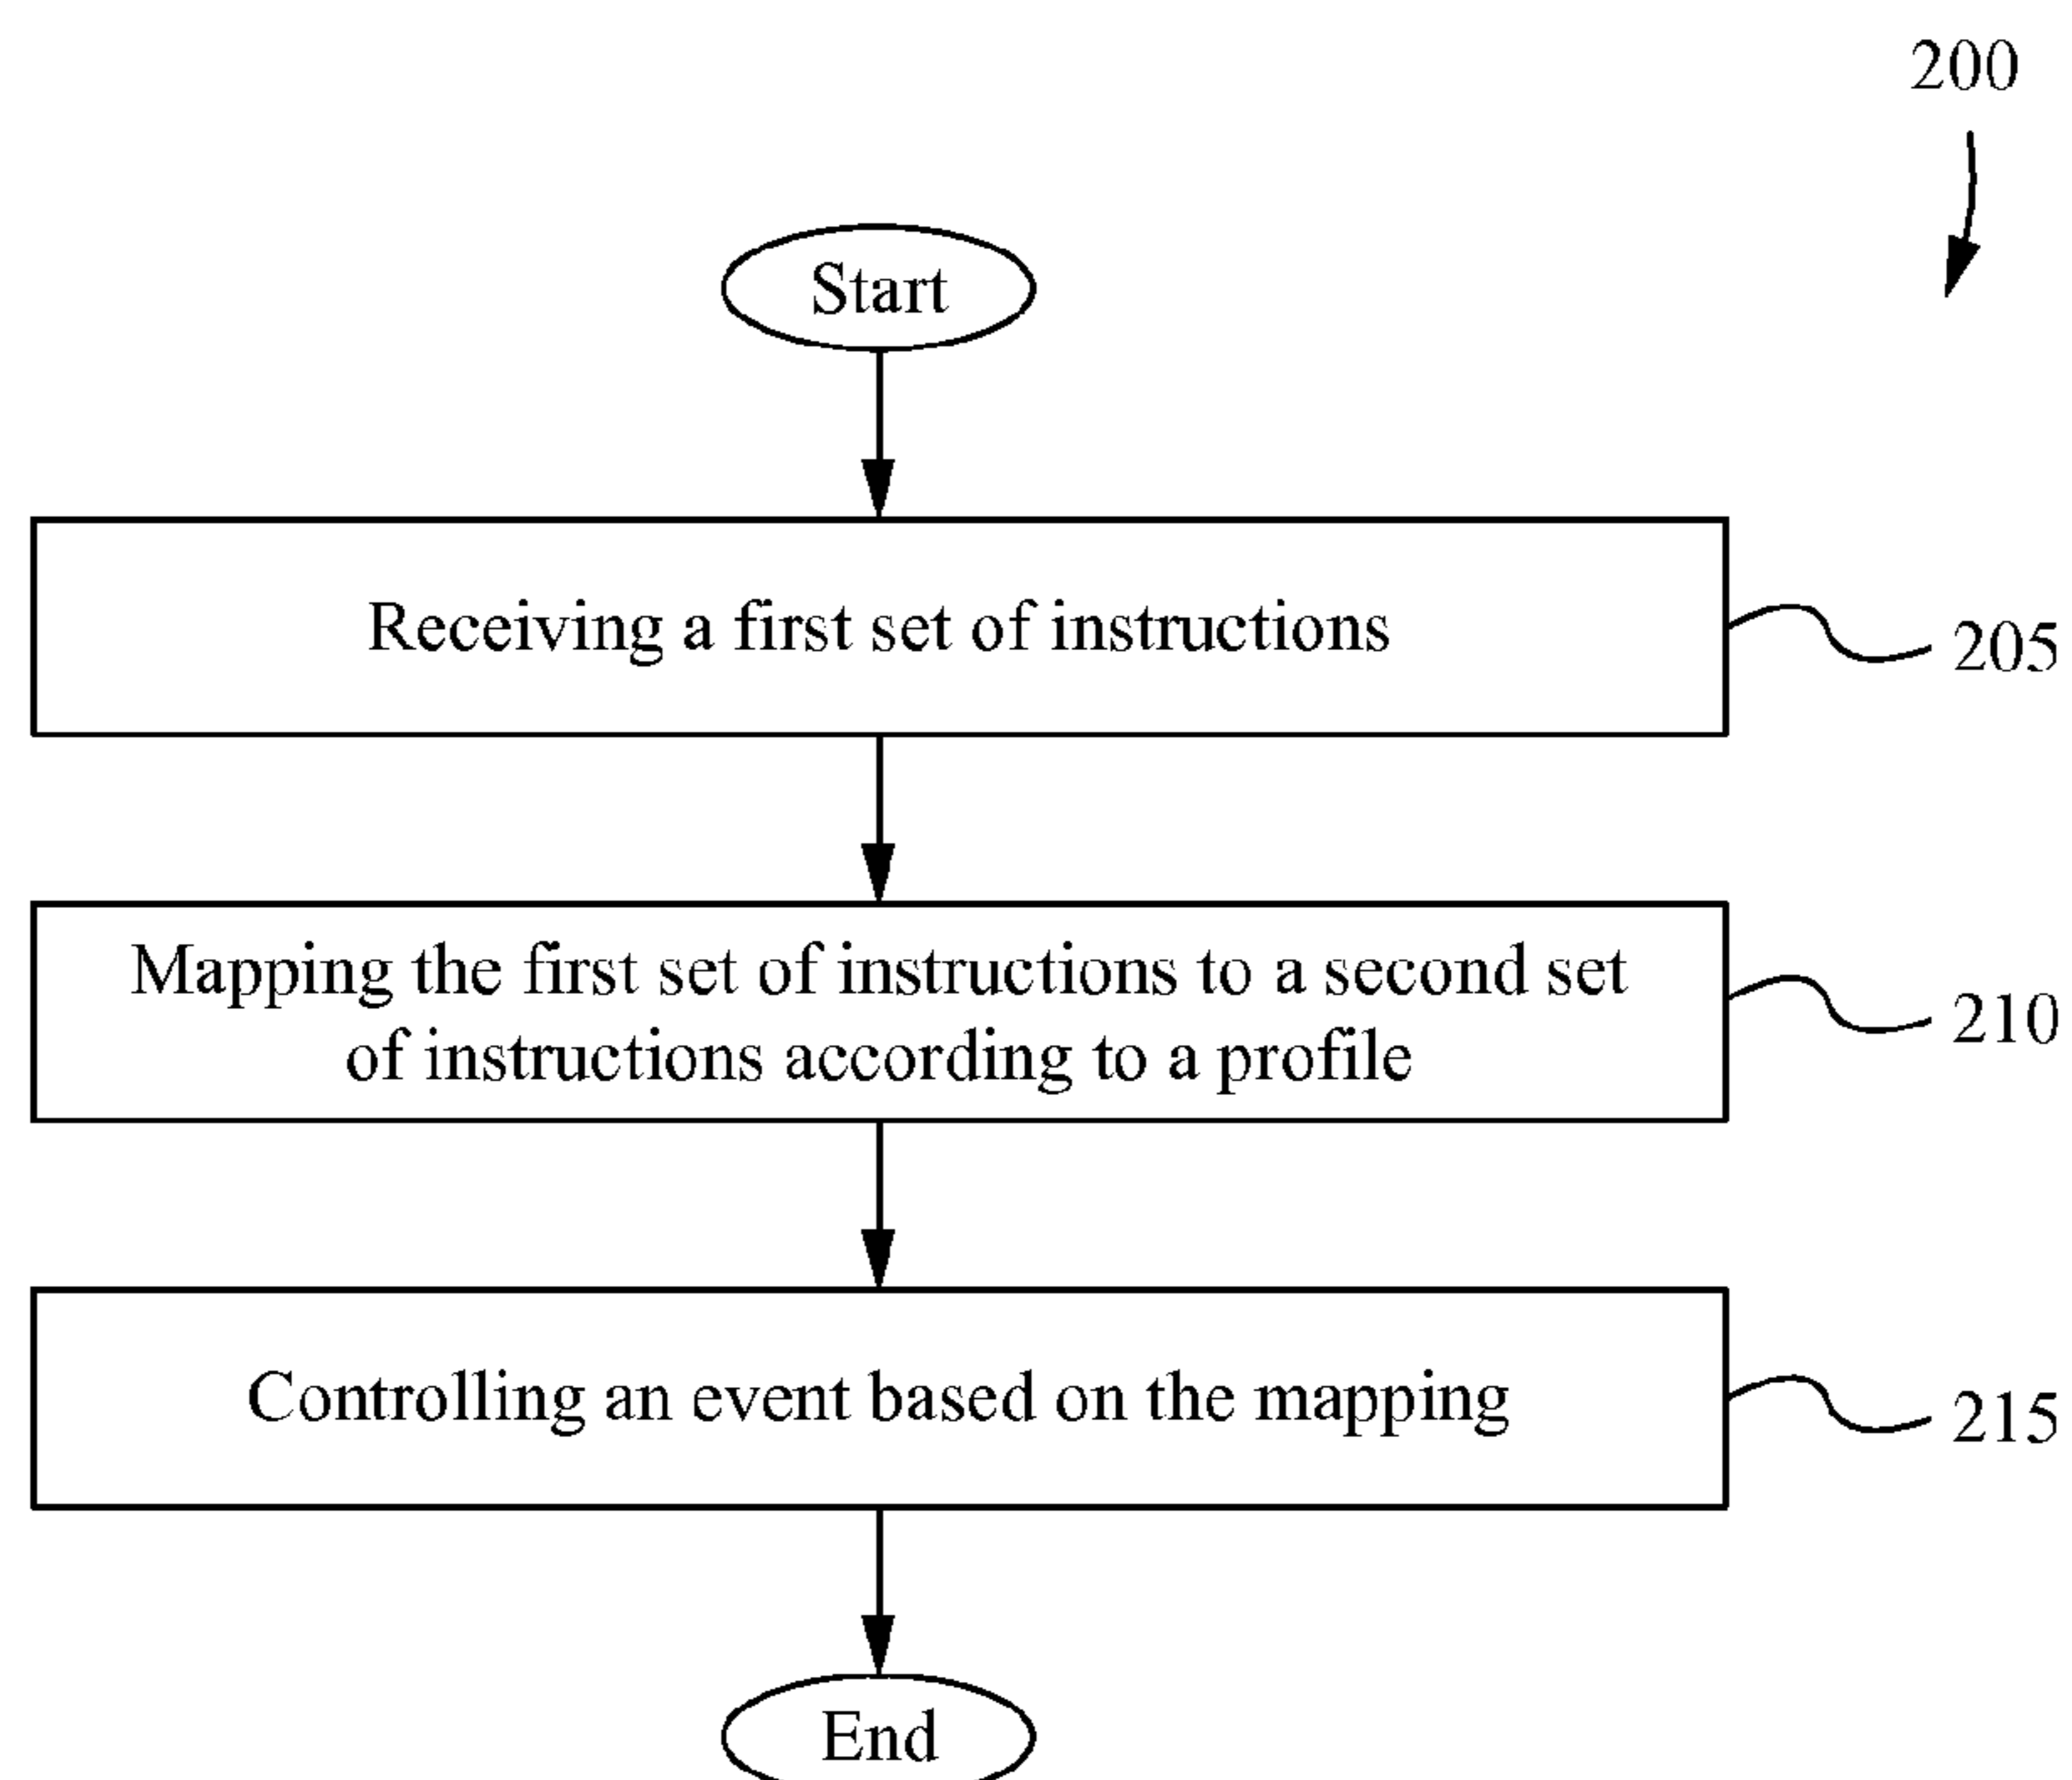 200
Start
Receiving a first set of instructions
205
Mapping the first set of instructions to a second set
of instructions according to a profile
210
Controlling an event based on the mapping
215
End